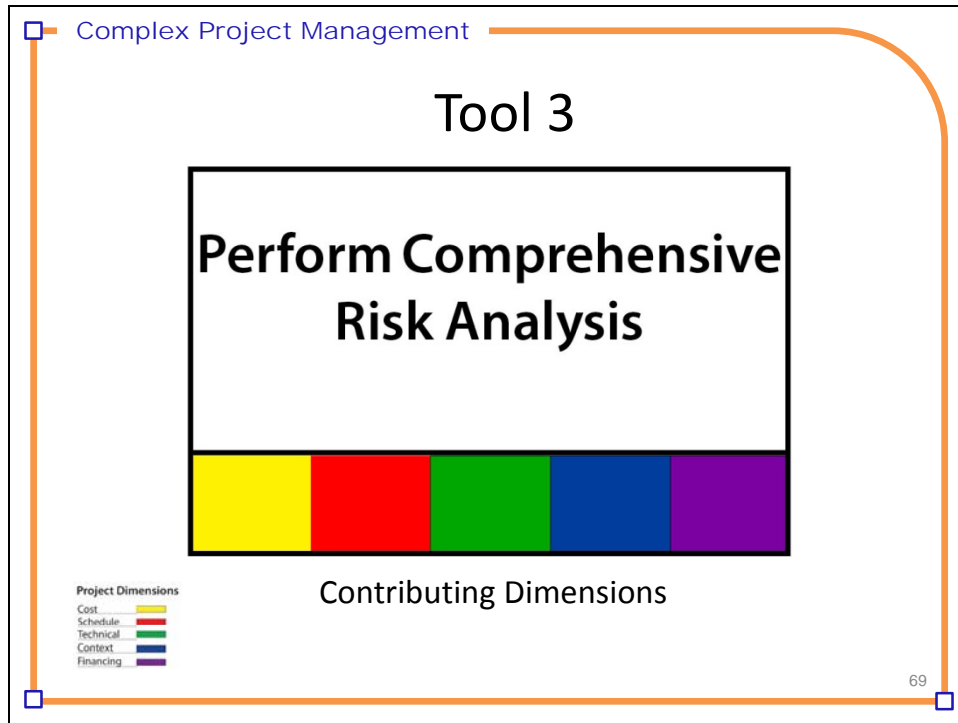 Complex Project Management
Tool 3
Perform Comprehensive
Risk Analysis
Contributing Dimensions
Project Dimensions
Cost
Schedule
Technical
Context
Financing
69